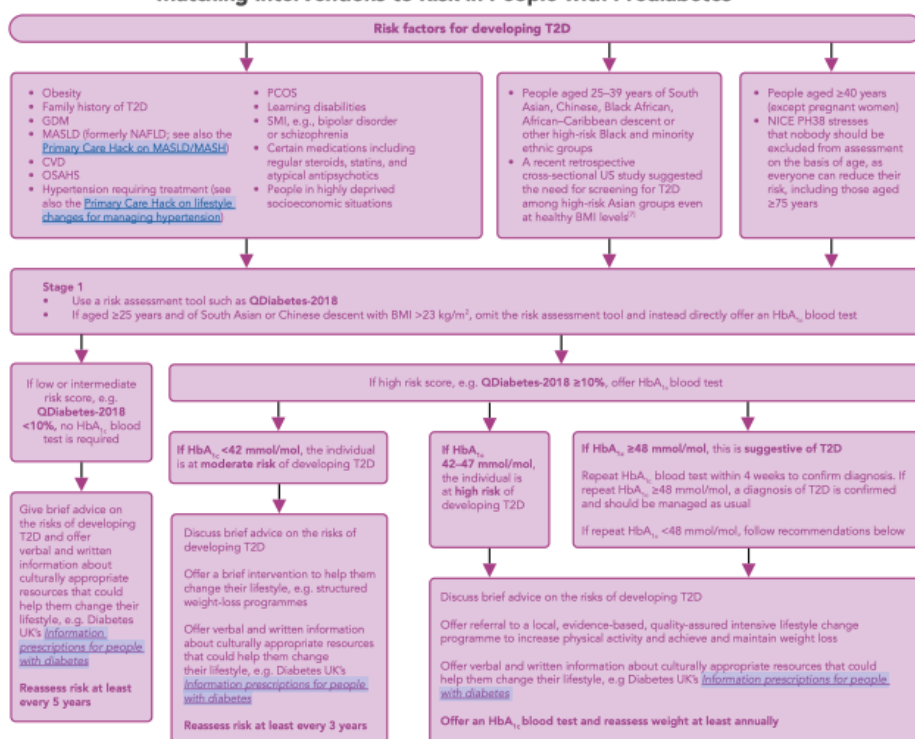 Matching Interventions to Risk in People with Prediabetes
Risk factors for developing T2D
• Obesity
• Family history of T2D
• GDM
• MASLD (formerly NAFLD; see also the
Primary Care Hack on MASLD/MASH)
• CVD
• OSAHS
• Hypertension requiring treatment (see
also the Primary Care Hack on lifestyle
changes for managing hypertension)
• PCOS
• Learning disabilities
• SMI, e.g., bipolar disorder
or schizophrenia
• Certain medications including
regular steroids, statins, and
atypical antipsychotics
• People in highly deprived
socioeconomic situations
• People aged 25–39 years of South
Asian, Chinese, Black African,
African–Caribbean descent or
other high-risk Black and minority
ethnic groups
• A recent retrospective
cross-sectional US study suggested
the need for screening for T2D
among high-risk Asian groups even
at healthy BMI levels[7]
• People aged ≥40 years
(except pregnant women)
• NICE PH38 stresses
that nobody should be
excluded from assessment
on the basis of age, as
everyone can reduce their
risk, including those aged
≥75 years
Stage 1
• Use a risk assessment tool such as QDiabetes-2018
• If aged ≥25 years and of South Asian or Chinese descent with BMI >23 kg/m², omit the risk assessment tool and instead directly offer an HbA1c blood test
If low or intermediate
risk score, e.g.
QDiabetes-2018
<10%, no HbA1c blood
test is required
Give brief advice on
the risks of developing
T2D and offer
verbal and written
information about
culturally appropriate
resources that could
help them change their
lifestyle, e.g. Diabetes
UK's Information
prescriptions for people
with diabetes
Reassess risk at least
every 5 years
If high risk score, e.g. QDiabetes-2018 ≥10%, offer HbA1c blood test
If HbA1c <42 mmol/mol, the individual
is at moderate risk of developing T2D
Discuss brief advice on the risks of
developing T2D
Offer a brief intervention to help them
change their lifestyle, e.g. structured
weight-loss programmes
Offer verbal and written information
about culturally appropriate resources
that could help them change
their lifestyle, e.g. Diabetes UK's
Information prescriptions for people
with diabetes
Reassess risk at least every 3 years
If HbA1c
42–47 mmol/mol,
the individual is
at high risk of
developing T2D
If HbA1c ≥48 mmol/mol, this is suggestive of T2D
Repeat HbA1c blood test within 4 weeks to confirm diagnosis. If
repeat HbA1c ≥48 mmol/mol, a diagnosis of T2D is confirmed
and should be managed as usual
If repeat HbA1c <48 mmol/mol, follow recommendations below
Discuss brief advice on the risks of developing T2D
Offer referral to a local, evidence-based, quality-assured intensive lifestyle change
programme to increase physical activity and achieve and maintain weight loss
Offer verbal and written information about culturally appropriate resources that could
help them change their lifestyle, e.g Diabetes UK's Information prescriptions for people
with diabetes
Offer an HbA1c blood test and reassess weight at least annually